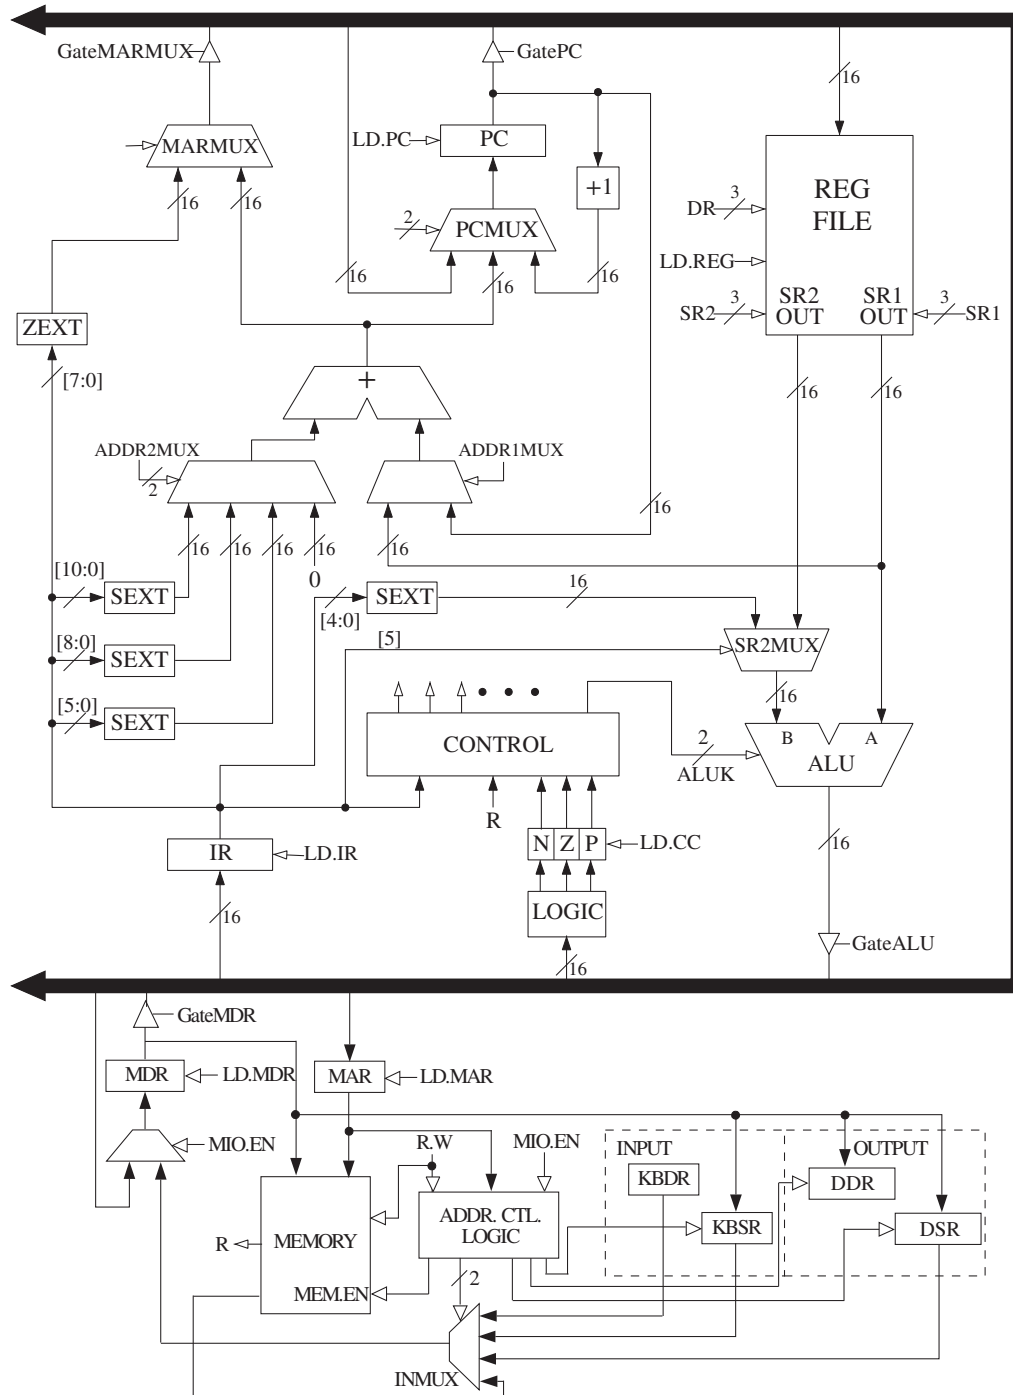 GateMARMUX
GatePC
16
MARMUX
LD.PC
PC
REG
FILE
16
16
+1
DR
3
2
PCMUX
LD.REG
16
16
16
ZEXT
SR2
3
SR2
OUT
SR1
OUT
3
SR1
[7:0]
+
16
16
ADDR2MUX
2
ADDR1MUX
16
16
16
16
16
16
0
[10:0]
SEXT
[4:0]
SEXT
16
[8:0]
SEXT
[5]
SR2MUX
16
[5:0]
SEXT
CONTROL
2
ALUK
B
A
ALU
R
N
Z
P
LD.CC
IR
LD.IR
16
16
LOGIC
16
GateALU
GateMDR
MDR
LD.MDR
MAR
LD.MAR
MIO.EN
R.W
MIO.EN
INPUT
OUTPUT
KBDR
DDR
MEMORY
R
ADDR. CTL.
LOGIC
KBSR
DSR
MEM.EN
2
INMUX